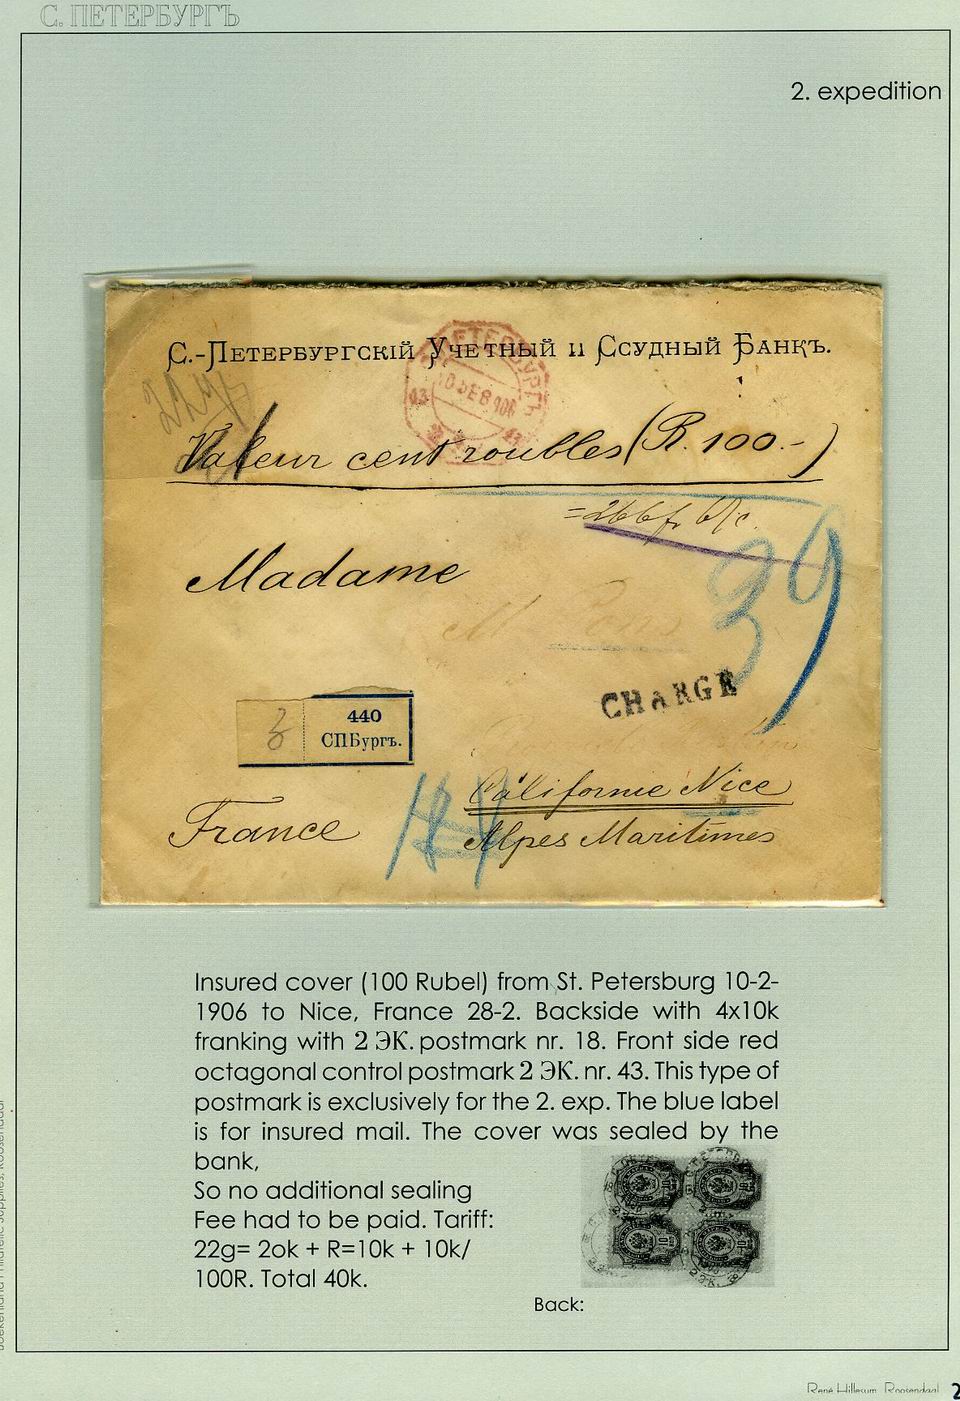 С. ПЕТЕРБУРГЪ
2. expedition
С.-Петербургскій Учетный и Ссудный Банкъ.
10 ФЕВ 906
43
Valeur cent roubles (R. 100.-)
39
Madame
CHARGE
440
СПБургъ.
Californie Nice
France
Alpes Maritimes
Insured cover (100 Rubel) from St. Petersburg 10-2-
1906 to Nice, France 28-2. Backside with 4x10k
franking with 2 ЭК. postmark nr. 18. Front side red
octagonal control postmark 2 ЭК. nr. 43. This type of
postmark is exclusively for the 2. exp. The blue label
is for insured mail. The cover was sealed by the
bank,
So no additional sealing
Fee had to be paid. Tariff:
22g= 2ok + R=10k + 10k/
100R. Total 40k.
Back:
René Hillesum, Roosendaal
2